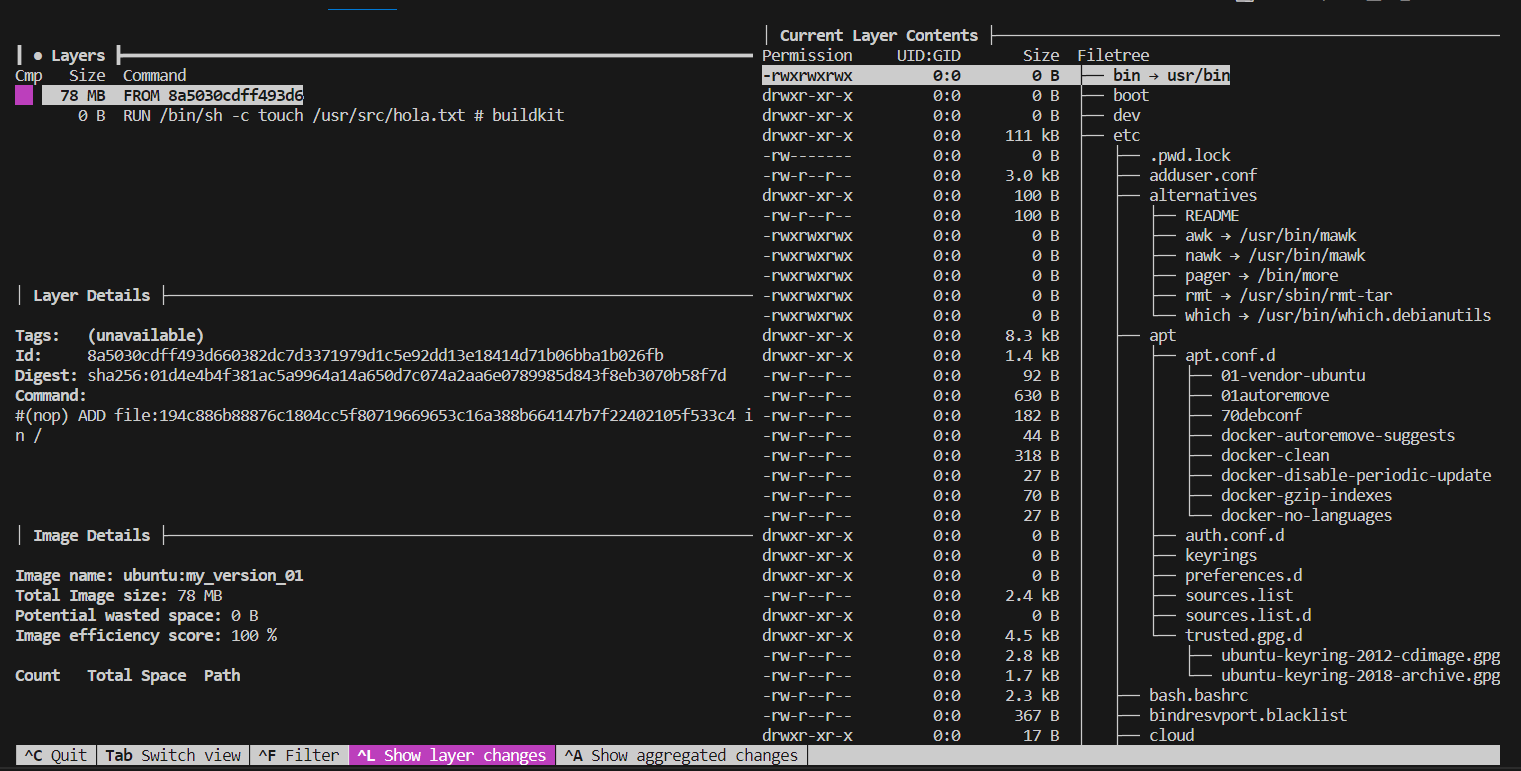 ● Layers
Cmp Size Command
78 MB FROM 8a5030cdff493d6
0 B RUN /bin/sh -c touch /usr/src/hola.txt # buildkit
Layer Details
Tags: (unavailable)
Id: 8a5030cdff493d660382dc7d3371979d1c5e92dd13e18414d71b06bba1b026fb
Digest: sha256:01d4e4b4f381ac5a9964a14a650d7c074a2aa6e0789985d843f8eb3070b58f7d
Command:
#(nop) ADD file:194c886b88876c1804cc5f80719669653c16a388b664147b7f22402105f533c4 i
n /
Image Details
Image name: ubuntu:my_version_01
Total Image size: 78 MB
Potential wasted space: 0 B
Image efficiency score: 100 %
Count Total Space Path
Current Layer Contents
Permission UID:GID Size Filetree
-rwxrwxrwx 0:0 0 B ├── bin → usr/bin
drwxr-xr-x 0:0 0 B ├── boot
drwxr-xr-x 0:0 0 B ├── dev
drwxr-xr-x 0:0 111 kB ├── etc
-rw------- 0:0 0 B │ ├── .pwd.lock
-rw-r--r-- 0:0 3.0 kB │ ├── adduser.conf
drwxr-xr-x 0:0 100 B │ ├── alternatives
-rw-r--r-- 0:0 100 B │ │ ├── README
-rwxrwxrwx 0:0 0 B │ │ ├── awk → /usr/bin/mawk
-rwxrwxrwx 0:0 0 B │ │ ├── nawk → /usr/bin/mawk
-rwxrwxrwx 0:0 0 B │ │ ├── pager → /bin/more
-rwxrwxrwx 0:0 0 B │ │ ├── rmt → /usr/sbin/rmt-tar
-rwxrwxrwx 0:0 0 B │ │ └── which → /usr/bin/which.debianutils
drwxr-xr-x 0:0 8.3 kB │ ├── apt
drwxr-xr-x 0:0 1.4 kB │ │ ├── apt.conf.d
-rw-r--r-- 0:0 92 B │ │ │ ├── 01-vendor-ubuntu
-rw-r--r-- 0:0 630 B │ │ │ ├── 01autoremove
-rw-r--r-- 0:0 182 B │ │ │ ├── 70debconf
-rw-r--r-- 0:0 44 B │ │ │ ├── docker-autoremove-suggests
-rw-r--r-- 0:0 318 B │ │ │ ├── docker-clean
-rw-r--r-- 0:0 27 B │ │ │ ├── docker-disable-periodic-update
-rw-r--r-- 0:0 70 B │ │ │ ├── docker-gzip-indexes
-rw-r--r-- 0:0 27 B │ │ │ └── docker-no-languages
drwxr-xr-x 0:0 0 B │ │ ├── auth.conf.d
drwxr-xr-x 0:0 0 B │ │ ├── keyrings
drwxr-xr-x 0:0 0 B │ │ ├── preferences.d
-rw-r--r-- 0:0 2.4 kB │ │ ├── sources.list
drwxr-xr-x 0:0 0 B │ │ ├── sources.list.d
drwxr-xr-x 0:0 4.5 kB │ │ └── trusted.gpg.d
-rw-r--r-- 0:0 2.8 kB │ │ ├── ubuntu-keyring-2012-cdimage.gpg
-rw-r--r-- 0:0 1.7 kB │ │ └── ubuntu-keyring-2018-archive.gpg
-rw-r--r-- 0:0 2.3 kB │ ├── bash.bashrc
-rw-r--r-- 0:0 367 B │ ├── bindresvport.blacklist
drwxr-xr-x 0:0 17 B │ ├── cloud
^C Quit Tab Switch view ^F Filter ^L Show layer changes ^A Show aggregated changes